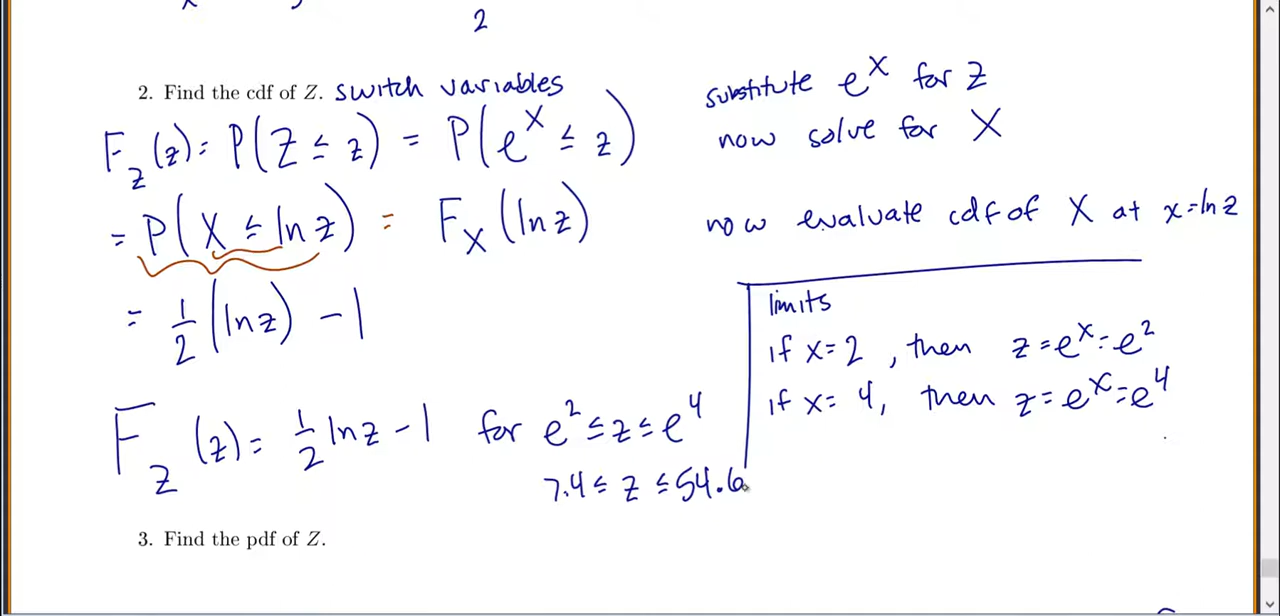 2
2. Find the cdf of Z. switch variables
F_Z(z) = P(Z ≤ z) = P(e^X ≤ z)
substitute e^X for Z
now solve for X
= P(X ≤ ln z) = F_X(ln z)
now evaluate cdf of X at x=ln z
= 1/2 (ln z) - 1
limits
if x=2, then z=e^x=e^2
if x=4, then z=e^x=e^4
F_Z(z) = 1/2 ln z - 1 for e^2 ≤ z ≤ e^4
7.4 ≤ z ≤ 54.6
3. Find the pdf of Z.